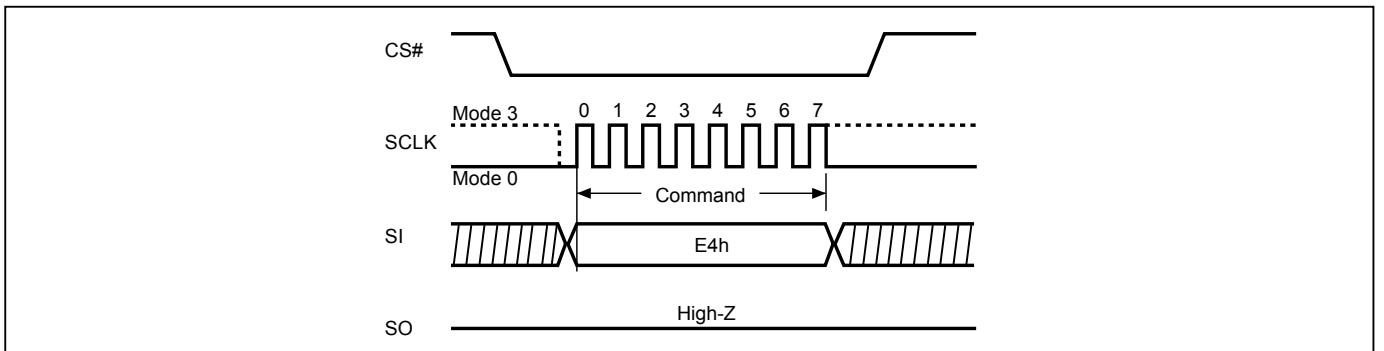 CS#
Mode 3
0 1 2 3 4 5 6 7
SCLK
Mode 0
Command
SI
E4h
High-Z
SO